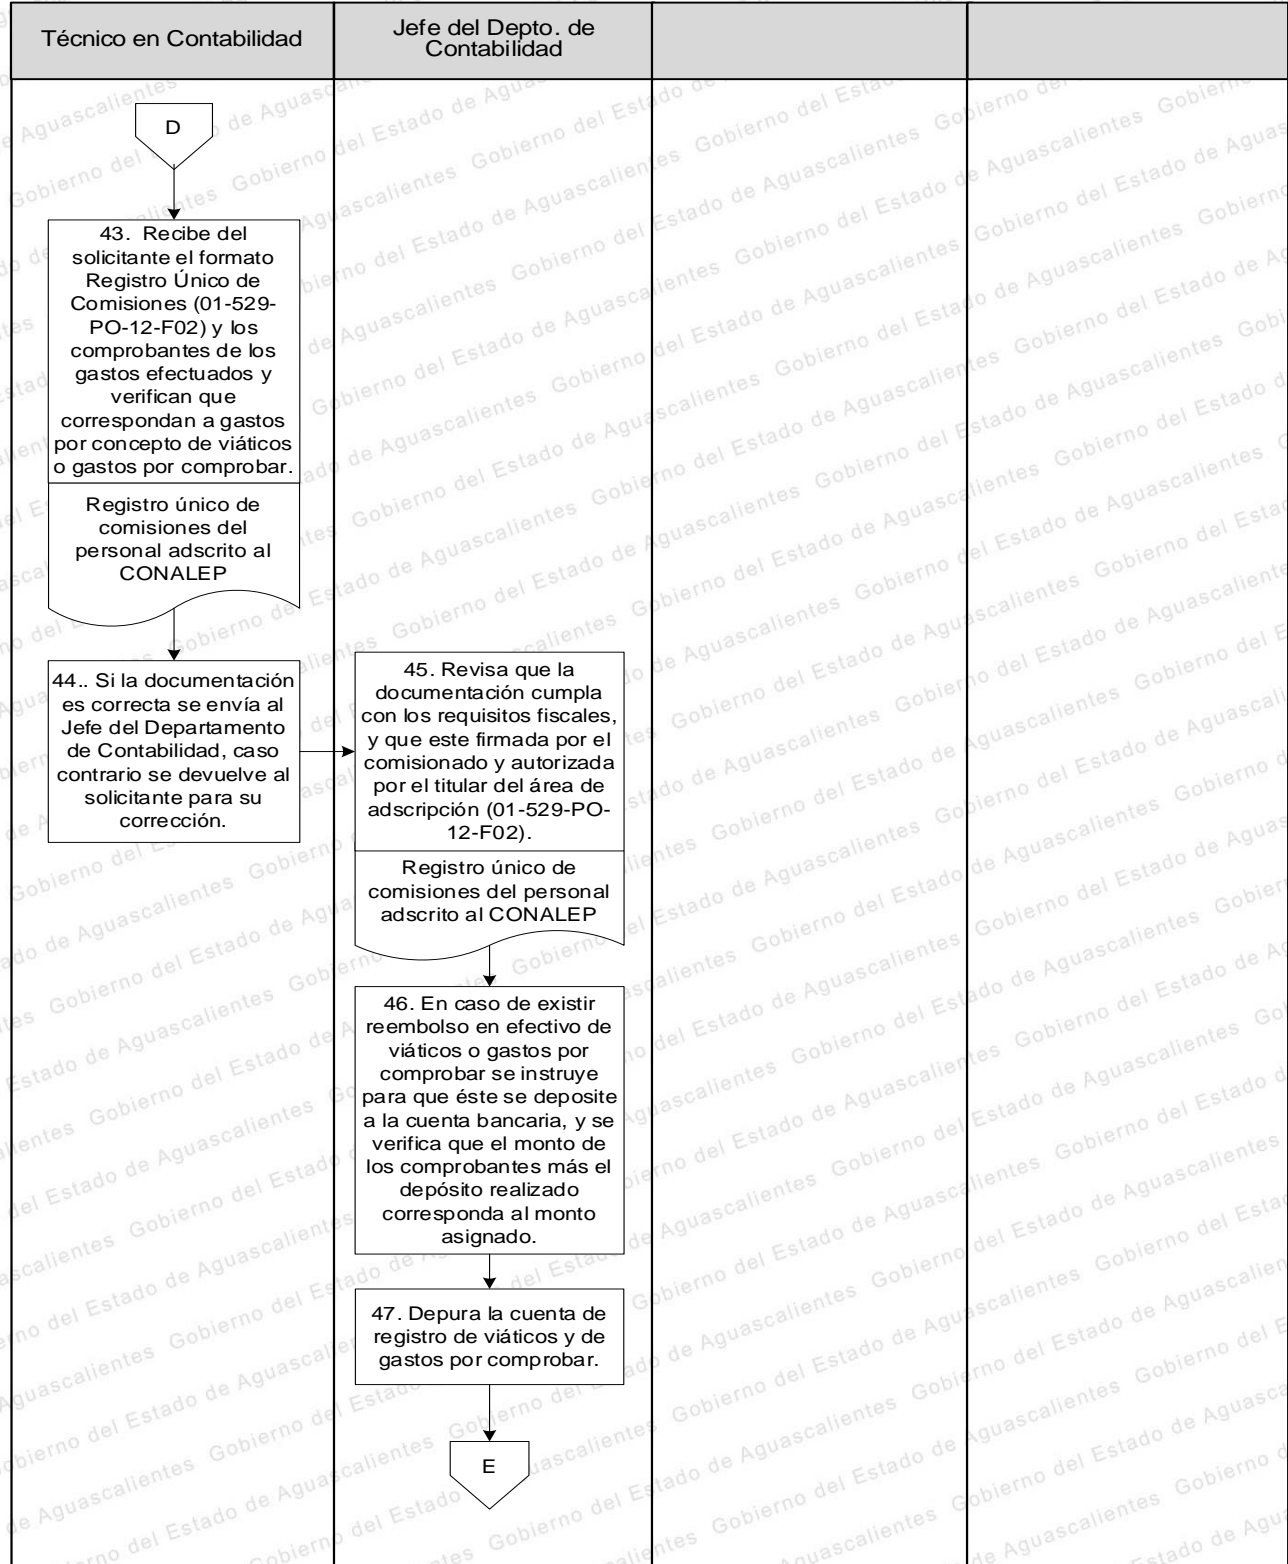 Técnico en Contabilidad
Jefe del Depto. de
Contabilidad
D
43.  Recibe del
solicitante el formato
Registro Único de
Comisiones (01-529-
PO-12-F02) y los
comprobantes de los
gastos efectuados y
verifican que
correspondan a gastos
por concepto de viáticos
o gastos por comprobar.
Registro único de
comisiones del
personal adscrito al
CONALEP
44.. Si la documentación
es correcta se envía al
Jefe del Departamento
de Contabilidad, caso
contrario se devuelve al
solicitante para su
corrección.
45. Revisa que la
documentación cumpla
con los requisitos fiscales,
y que este firmada por el
comisionado y autorizada
por el titular del área de
adscripción (01-529-PO-
12-F02).
Registro único de
comisiones del personal
adscrito al CONALEP
46. En caso de existir
reembolso en efectivo de
viáticos o gastos por
comprobar se instruye
para que éste se deposite
a la cuenta bancaria, y se
verifica que el monto de
los comprobantes más el
depósito realizado
corresponda al monto
asignado.
47. Depura la cuenta de
registro de viáticos y de
gastos por comprobar.
E
Gobierno del Estado de Aguascalientes